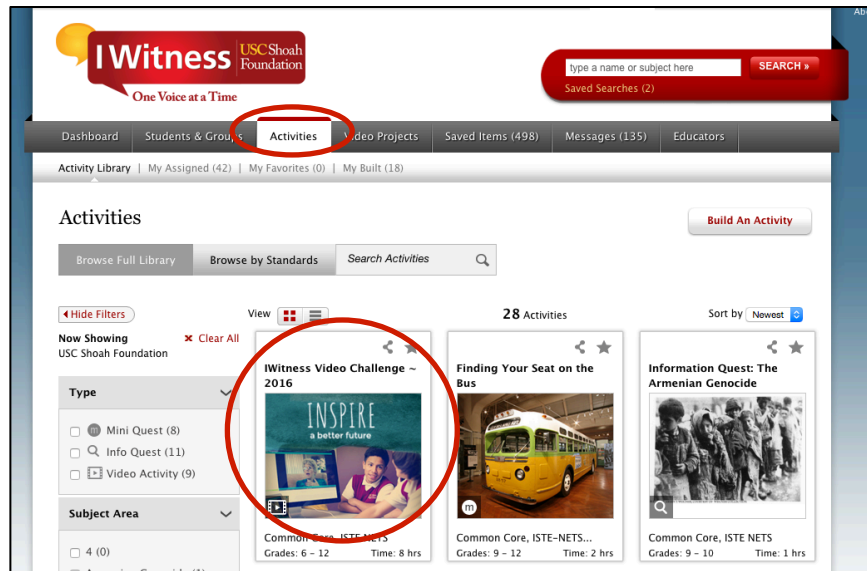 Ab
IWitness USC Shoah Foundation
One Voice at a Time
type a name or subject here SEARCH »
Saved Searches (2)
Dashboard Students & Groups Activities Video Projects Saved Items (498) Messages (135) Educators
Activity Library | My Assigned (42) | My Favorites (0) | My Built (18)
Activities
Build An Activity
Browse Full Library Browse by Standards Search Activities
Hide Filters View 28 Activities Sort by Newest
Now Showing Clear All
USC Shoah Foundation
Type
m Mini Quest (8)
Info Quest (11)
Video Activity (9)
Subject Area
4 (0)
IWitness Video Challenge ~
2016
INSPIRE
a better future
Common Core, ISTE NETS
Grades: 6 – 12 Time: 8 hrs
Finding Your Seat on the
Bus
m
Common Core, ISTE-NETS...
Grades: 9 – 12 Time: 2 hrs
Information Quest: The
Armenian Genocide
Common Core, ISTE NETS
Grades: 9 – 10 Time: 1 hrs